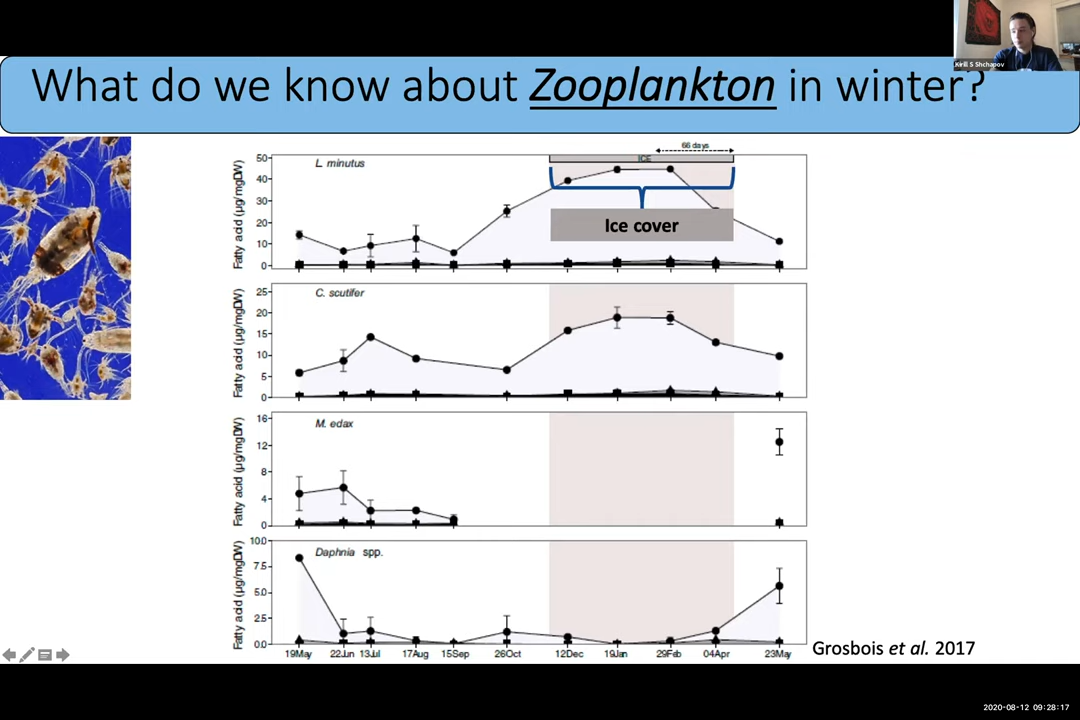 Kirill S Shchapov
What do we know about Zooplankton in winter?
66 days
ICE
L. minutus
Fatty acid (µg/mgDW)
50
40
30
20
10
0
Ice cover
C. scutifer
Fatty acid (µg/mgDW)
25
20
15
10
5
0
M. edax
Fatty acid (µg/mgDW)
16
12
8
4
0
Daphnia spp.
Fatty acid (µg/mgDW)
10.0
7.5
5.0
2.5
0.0
19May 22Jun 13Jul 17Aug 15Sep 26Oct 12Dec 19Jan 29Feb 04Apr 23May
Grosbois et al. 2017
2020-08-12 09:28:17